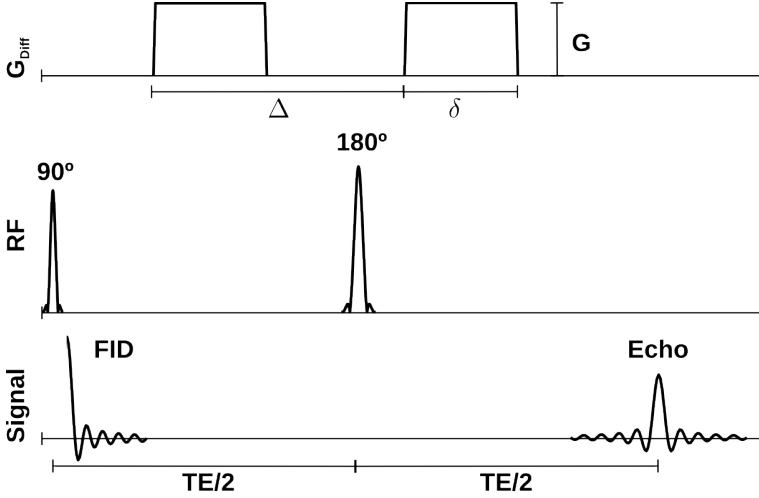 G_Diff
G
Δ
δ
90º
180º
RF
FID
Echo
Signal
TE/2
TE/2